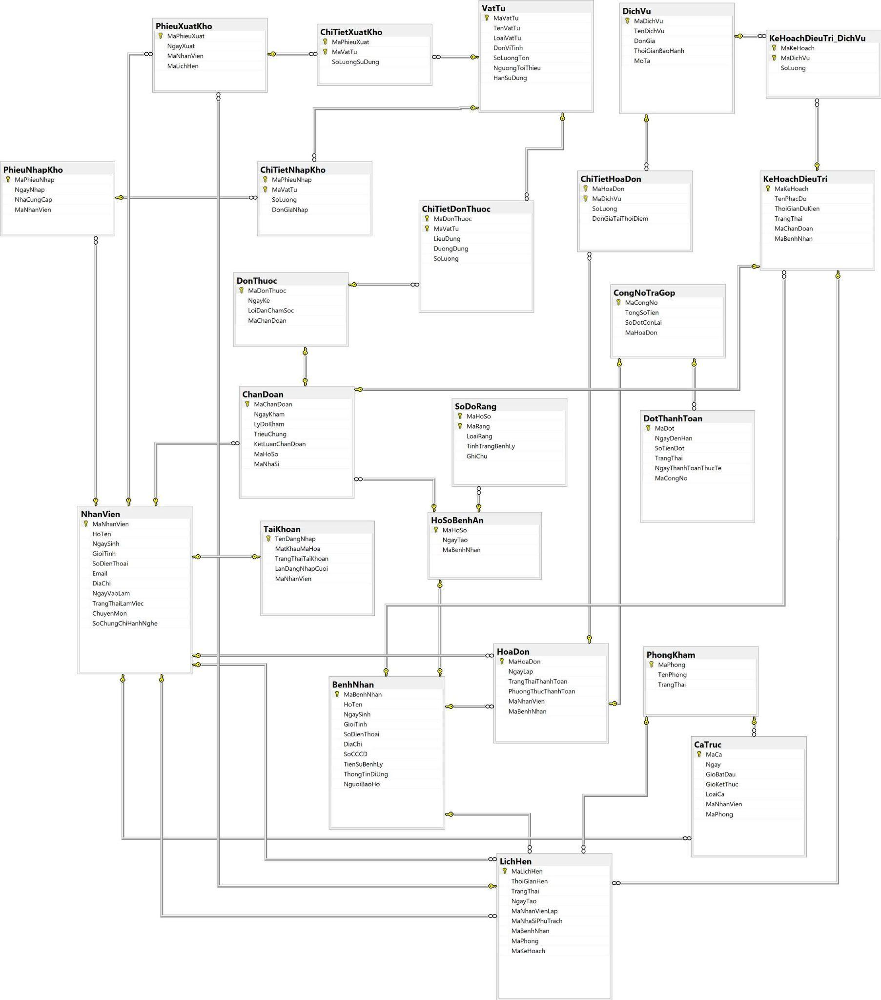 PhieuXuatKho
MaPhieuXuat
NgayXuat
MaNhanVien
MaLichHen
ChiTietXuatKho
MaPhieuXuat
MaVatTu
SoLuongSuDung
VatTu
MaVatTu
TenVatTu
LoaiVatTu
DonViTinh
SoLuongTon
NguongToiThieu
HanSuDung
DichVu
MaDichVu
TenDichVu
DonGia
ThoiGianBaoHanh
MoTa
KeHoachDieuTri_DichVu
MaKeHoach
MaDichVu
SoLuong
PhieuNhapKho
MaPhieuNhap
NgayNhap
NhaCungCap
MaNhanVien
ChiTietNhapKho
MaPhieuNhap
MaVatTu
SoLuong
DonGiaNhap
ChiTietDonThuoc
MaDonThuoc
MaVatTu
LieuDung
DuongDung
SoLuong
ChiTietHoaDon
MaHoaDon
MaDichVu
SoLuong
DonGiaTaiThoiDiem
KeHoachDieuTri
MaKeHoach
TenPhacDo
ThoiGianDuKien
TrangThai
MaChanDoan
MaBenhNhan
DonThuoc
MaDonThuoc
NgayKe
LoiDanChamSoc
MaChanDoan
CongNoTraGop
MaCongNo
TongSoTien
SoDotConLai
MaHoaDon
ChanDoan
MaChanDoan
NgayKham
LyDoKham
TrieuChung
KetLuanChanDoan
MaHoSo
MaNhaSi
SoDoRang
MaHoSo
MaRang
LoaiRang
TinhTrangBenhLy
GhiChu
DotThanhToan
MaDot
NgayDenHan
SoTienDot
TrangThai
NgayThanhToanThucTe
MaCongNo
NhanVien
MaNhanVien
HoTen
NgaySinh
GioiTinh
SoDienThoai
Email
DiaChi
NgayVaoLam
TrangThaiLamViec
ChuyenMon
SoChungChiHanhNghe
TaiKhoan
TenDangNhap
MatKhauMaHoa
TrangThaiTaiKhoan
LanDangNhapCuoi
MaNhanVien
HoSoBenhAn
MaHoSo
NgayTao
MaBenhNhan
BenhNhan
MaBenhNhan
HoTen
NgaySinh
GioiTinh
SoDienThoai
DiaChi
SoCCCD
TienSuBenhLy
ThongTinDiUng
NguoiBaoHo
HoaDon
MaHoaDon
NgayLap
TrangThaiThanhToan
PhuongThucThanhToan
MaNhanVien
MaBenhNhan
PhongKham
MaPhong
TenPhong
TrangThai
CaTruc
MaCa
Ngay
GioBatDau
GioKetThuc
LoaiCa
MaNhanVien
MaPhong
LichHen
MaLichHen
ThoiGianHen
TrangThai
NgayTao
MaNhanVienLap
MaNhaSiPhuTrach
MaBenhNhan
MaPhong
MaKeHoach